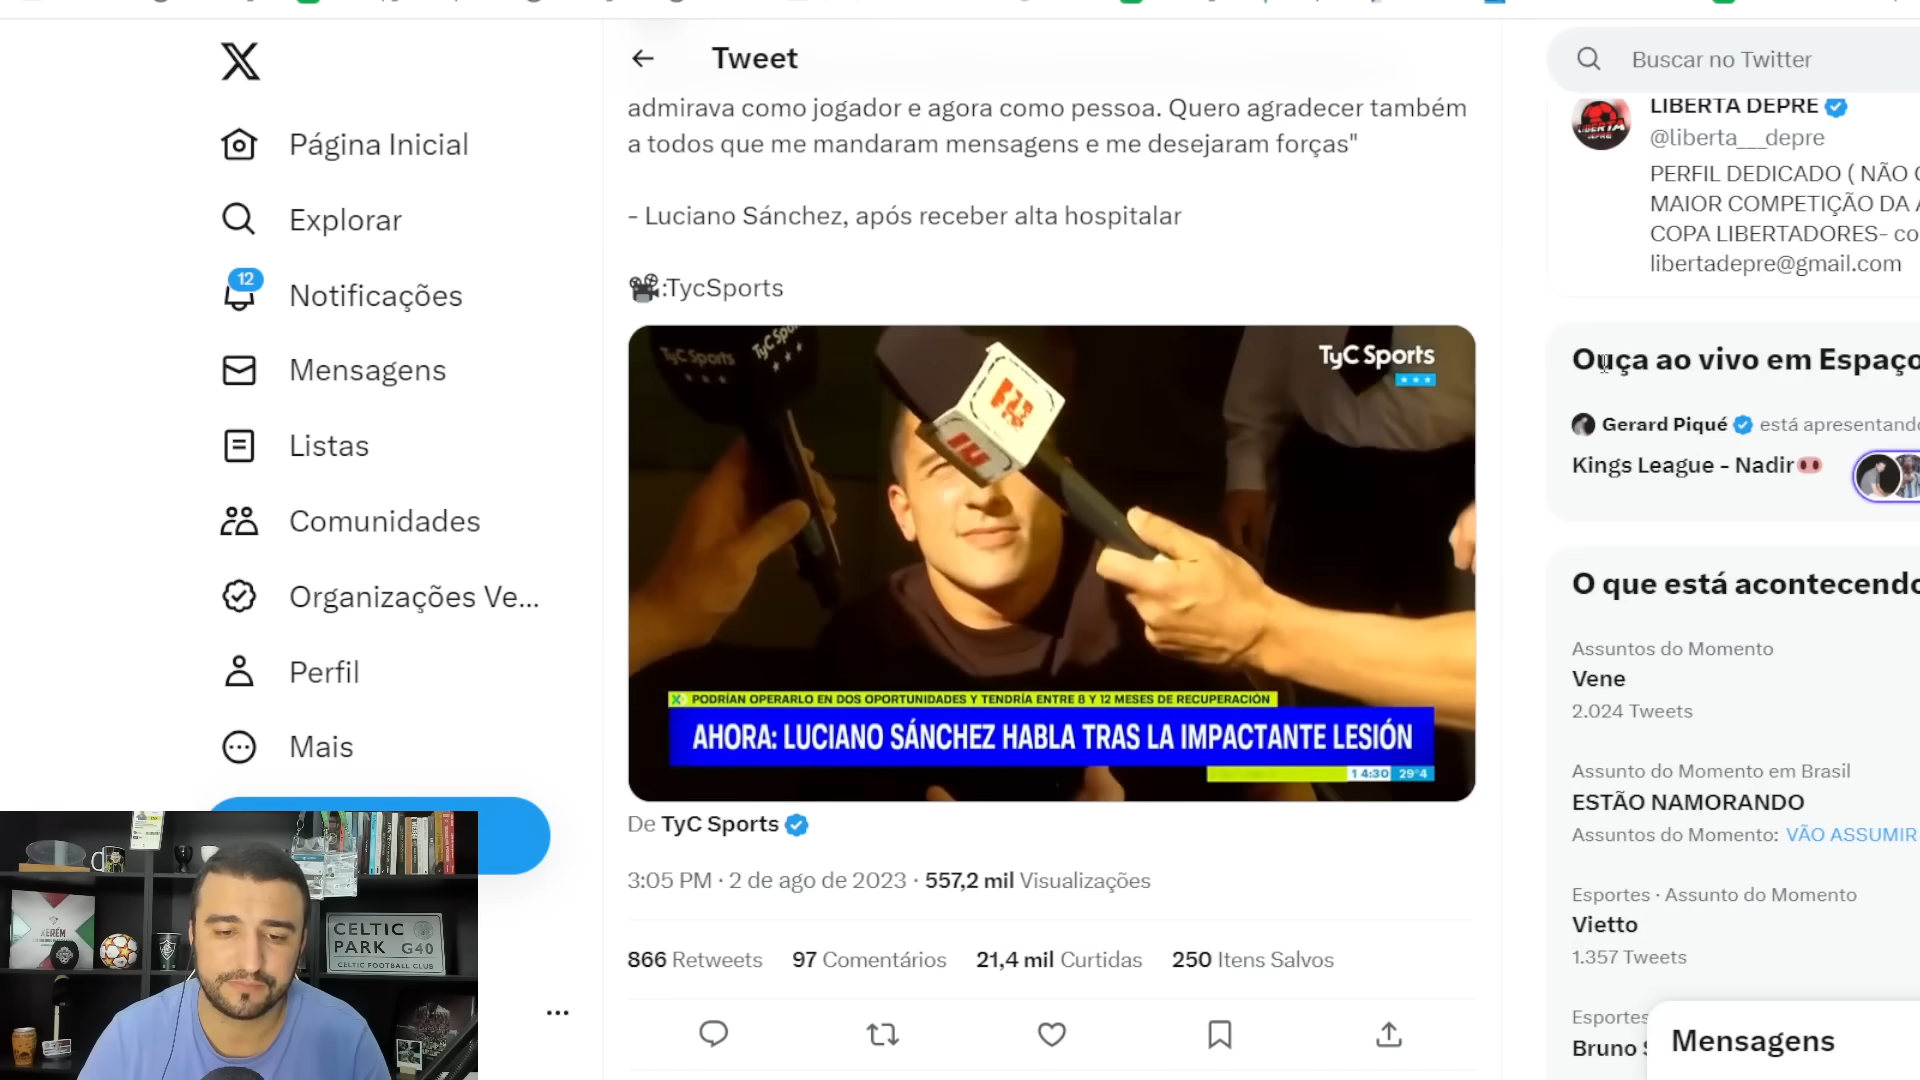 Tweet
admirava como jogador e agora como pessoa. Quero agradecer também
a todos que me mandaram mensagens e me desejaram forças"
- Luciano Sánchez, após receber alta hospitalar
:TycSports
TyC Sports
TyC Sports
TyC Sports
PODRÍAN OPERARLO EN DOS OPORTUNIDADES Y TENDRÍA ENTRE 8 Y 12 MESES DE RECUPERACIÓN
AHORA: LUCIANO SÁNCHEZ HABLA TRAS LA IMPACTANTE LESIÓN
14:30 29°4
De TyC Sports
3:05 PM · 2 de ago de 2023 · 557,2 mil Visualizações
866 Retweets 97 Comentários 21,4 mil Curtidas 250 Itens Salvos
Página Inicial
Explorar
12
Notificações
Mensagens
Listas
Comunidades
Organizações Ve...
Perfil
Mais
CELTIC
PARK G40
CELTIC FOOTBALL CLUB
Buscar no Twitter
LIBERTA DEPRE
@liberta___depre
PERFIL DEDICADO ( NÃO
MAIOR COMPETIÇÃO DA
COPA LIBERTADORES- co
libertadepre@gmail.com
Ouça ao vivo em Espaço
Gerard Piqué está apresentando
Kings League - Nadir
O que está acontecendo
Assuntos do Momento
Vene
2.024 Tweets
Assunto do Momento em Brasil
ESTÃO NAMORANDO
Assuntos do Momento: VÃO ASSUMIR
Esportes · Assunto do Momento
Vietto
1.357 Tweets
Esportes
Bruno
Mensagens